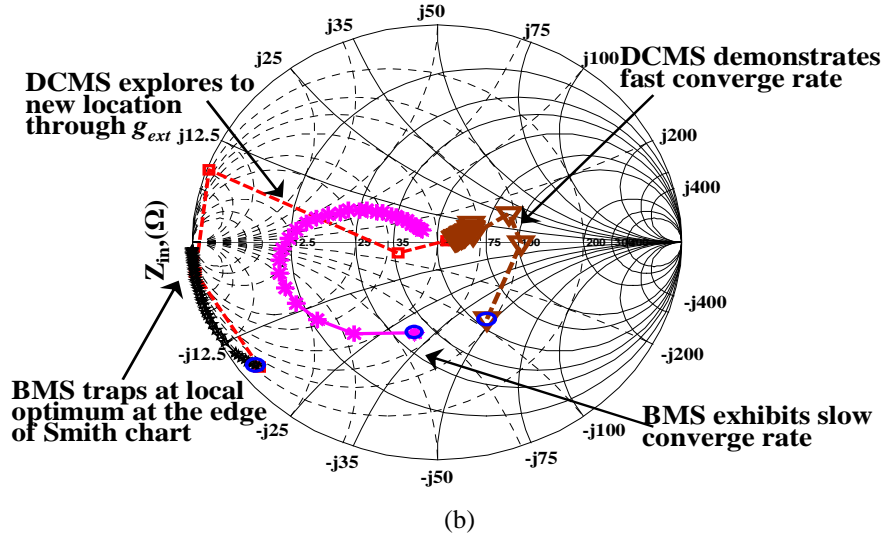 j50
j35
j75
j25
j100
DCMS demonstrates
fast converge rate
DCMS explores to
new location
through g_ext
j12.5
j200
j400
Z_in,(Ω)
12.5 35 75 100 200
-j400
-j12.5
-j200
BMS traps at local
optimum at the edge
of Smith chart
-j25
-j100
BMS exhibits slow
converge rate
-j35
-j75
-j50
(b)